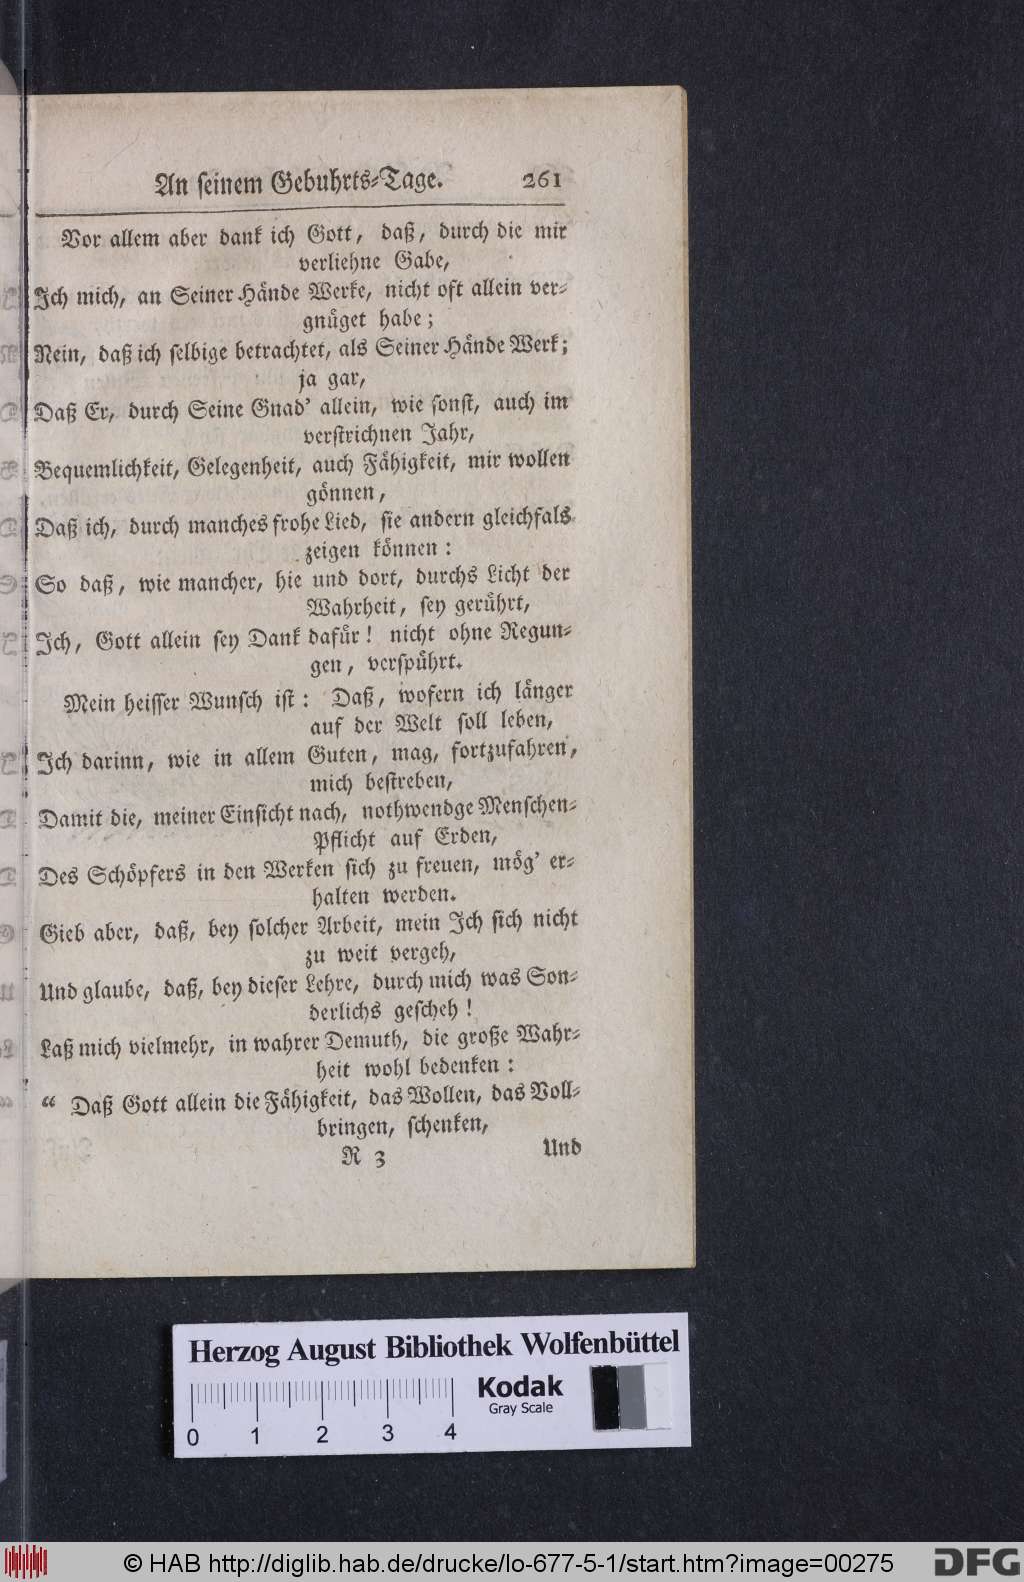 An seinem Gebuhrts-Tage. 261
Vor allem aber dank ich Gott, daß, durch die mir
verliehne Gabe,
Ich mich, an Seiner Hände Werke, nicht oft allein ver-
gnüget habe;
Nein, daß ich selbige betrachtet, als Seiner Hände Werk;
ja gar,
Daß Er, durch Seine Gnad' allein, wie sonst, auch im
verstrichnen Jahr,
Bequemlichkeit, Gelegenheit, auch Fähigkeit, mir wollen
gönnen,
Daß ich, durch manches frohe Lied, sie andern gleichfals
zeigen können:
So daß, wie mancher, hie und dort, durchs Licht der
Wahrheit, sey gerührt,
Ich, Gott allein sey Dank dafür! nicht ohne Regun-
gen, verspührt.
Mein heisser Wunsch ist: Daß, wofern ich länger
auf der Welt soll leben,
Ich darinn, wie in allem Guten, mag, fortzufahren,
mich bestreben,
Damit die, meiner Einsicht nach, nothwendge Menschen-
Pflicht auf Erden,
Des Schöpfers in den Werken sich zu freuen, mög' er-
halten werden.
Gieb aber, daß, bey solcher Arbeit, mein Ich sich nicht
zu weit vergeh,
Und glaube, daß, bey dieser Lehre, durch mich was Son-
derlichs gescheh!
Laß mich vielmehr, in wahrer Demuth, die große Wahr-
heit wohl bedenken:
“ Daß Gott allein die Fähigkeit, das Wollen, das Voll-
bringen, schenken,
R 3 Und
Herzog August Bibliothek Wolfenbüttel
Kodak
Gray Scale
0 1 2 3 4
© HAB http://diglib.hab.de/drucke/lo-677-5-1/start.htm?image=00275
DFG